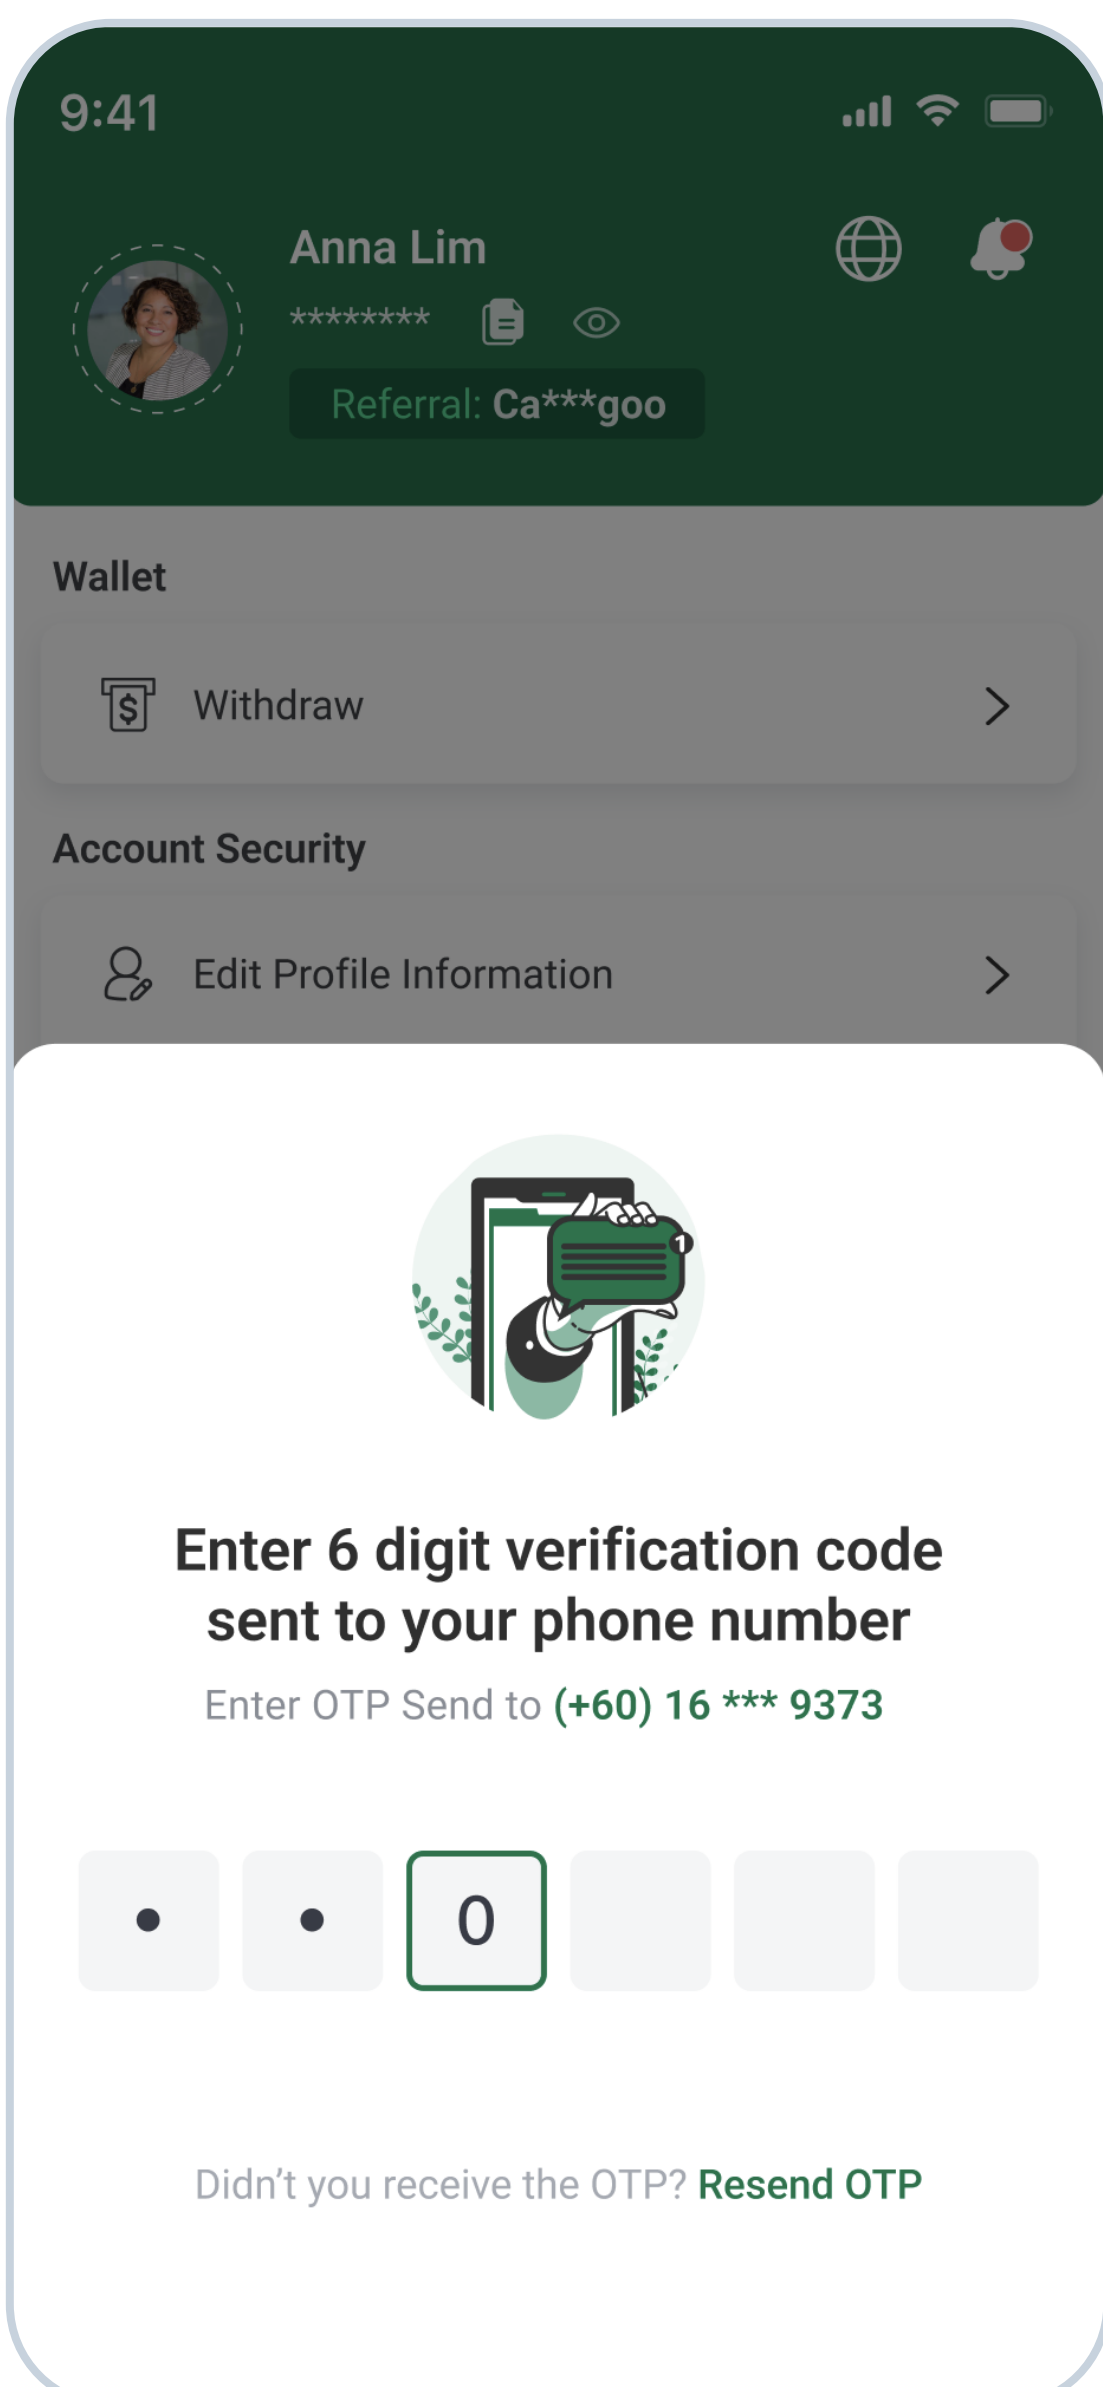 9:41
Anna Lim
********
Referral: Ca***goo
Wallet
$ Withdraw
Account Security
Edit Profile Information
1
Enter 6 digit verification code
sent to your phone number
Enter OTP Send to (+60) 16 *** 9373
• • 0
Didn’t you receive the OTP? Resend OTP